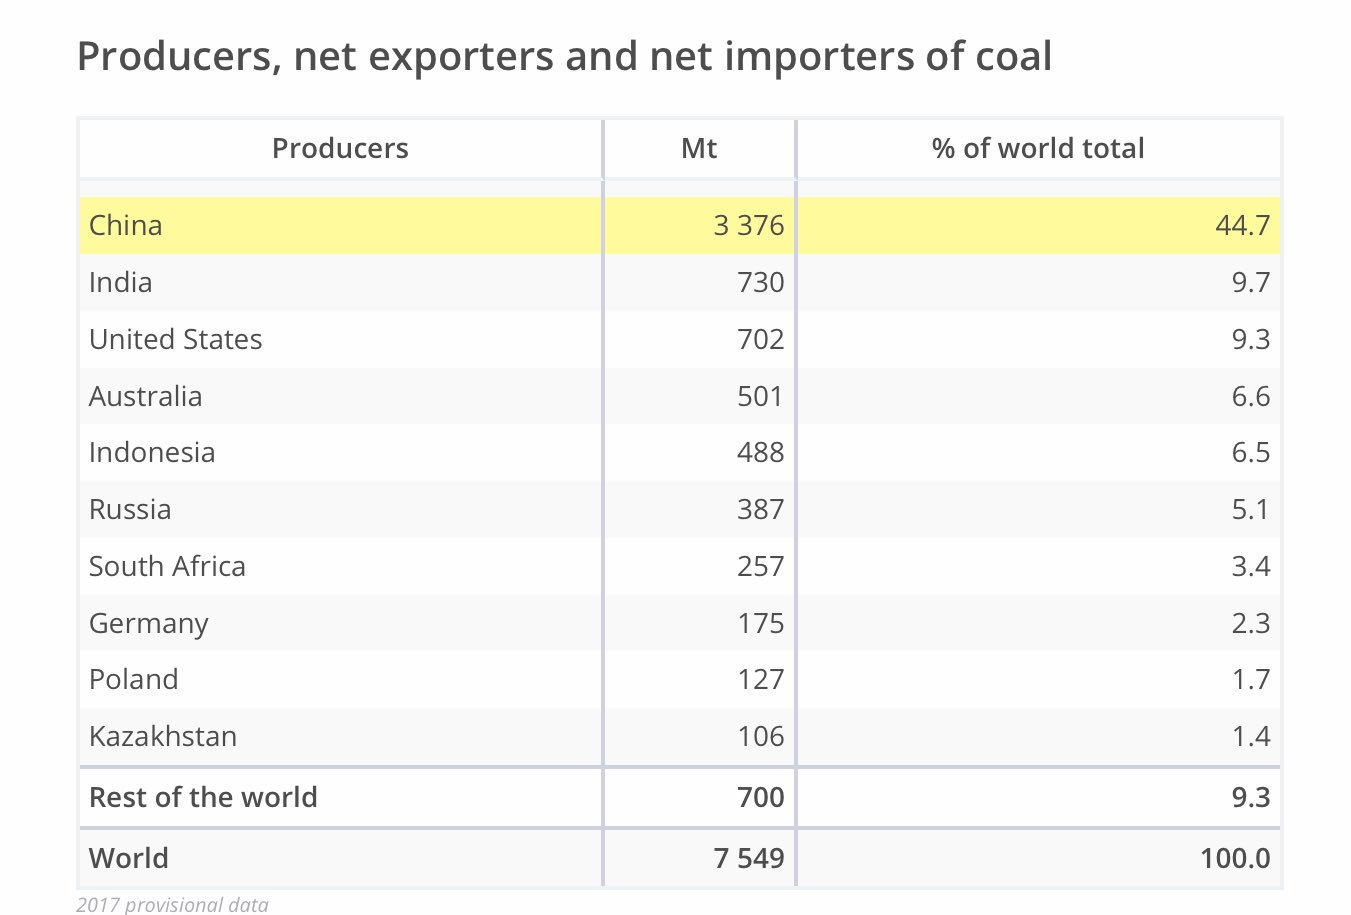 Producers, net exporters and net importers of coal
Producers Mt % of world total
China 3 376 44.7
India 730 9.7
United States 702 9.3
Australia 501 6.6
Indonesia 488 6.5
Russia 387 5.1
South Africa 257 3.4
Germany 175 2.3
Poland 127 1.7
Kazakhstan 106 1.4
Rest of the world 700 9.3
World 7 549 100.0
2017 provisional data